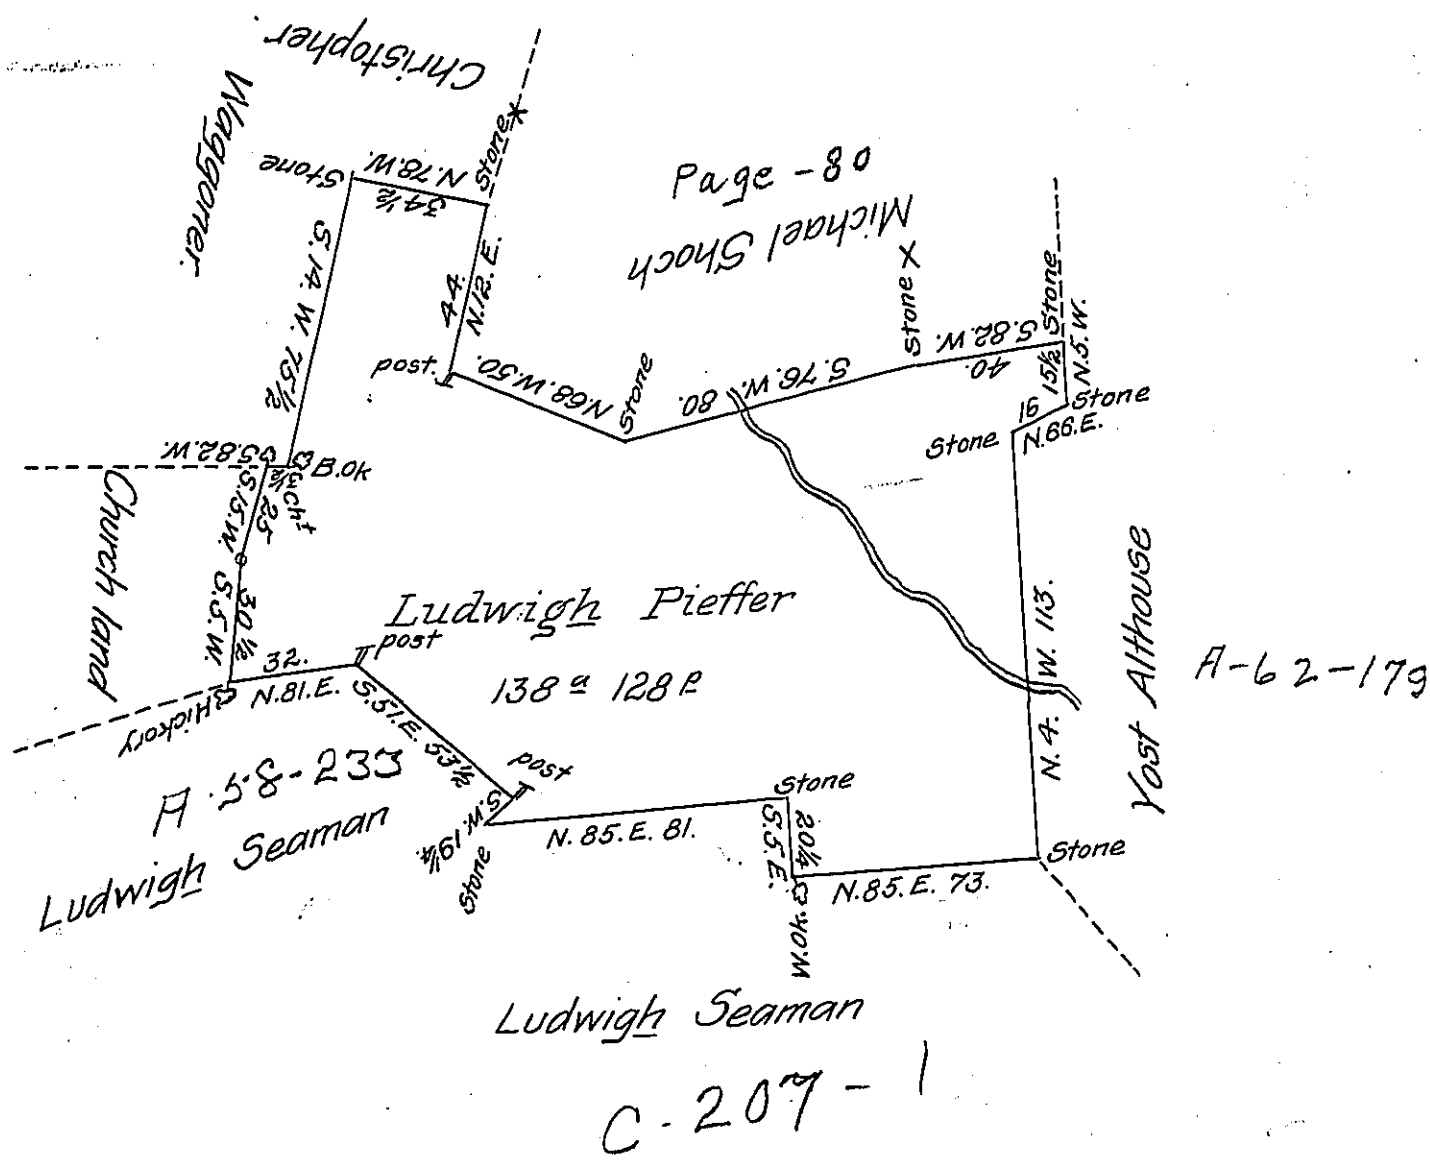 Christopher
Waggoner.
Stone
N.78.W.
34½
Stone
Page - 80
Michael Shoch
S.14.W. 75½
44.
N.12.E.
post.
N.68.W.50.
Stone
80.
S.76.W.
Stone X
S.82.W.
40.
Stone
15½
N.5.W.
Stone
16
N.66.E.
Stone
S.82.W.
3½
B.Ok
Cht
S.15.W.
25
Church land
S.5.W.
30½
Hickory
32.
N.81.E.
post
Ludwigh Pieffer
138 a 128 P
S.51.E. 53½
post
S.W. 19¼.
Stone
N. 85. E. 81.
Stone
S.5.E.
20¼
W.Ok
N.85.E. 73.
Stone
N. 4. W. 113.
Yost Althouse
A-62-179
A-58-233
Ludwigh Seaman
Ludwigh Seaman
C-207-1